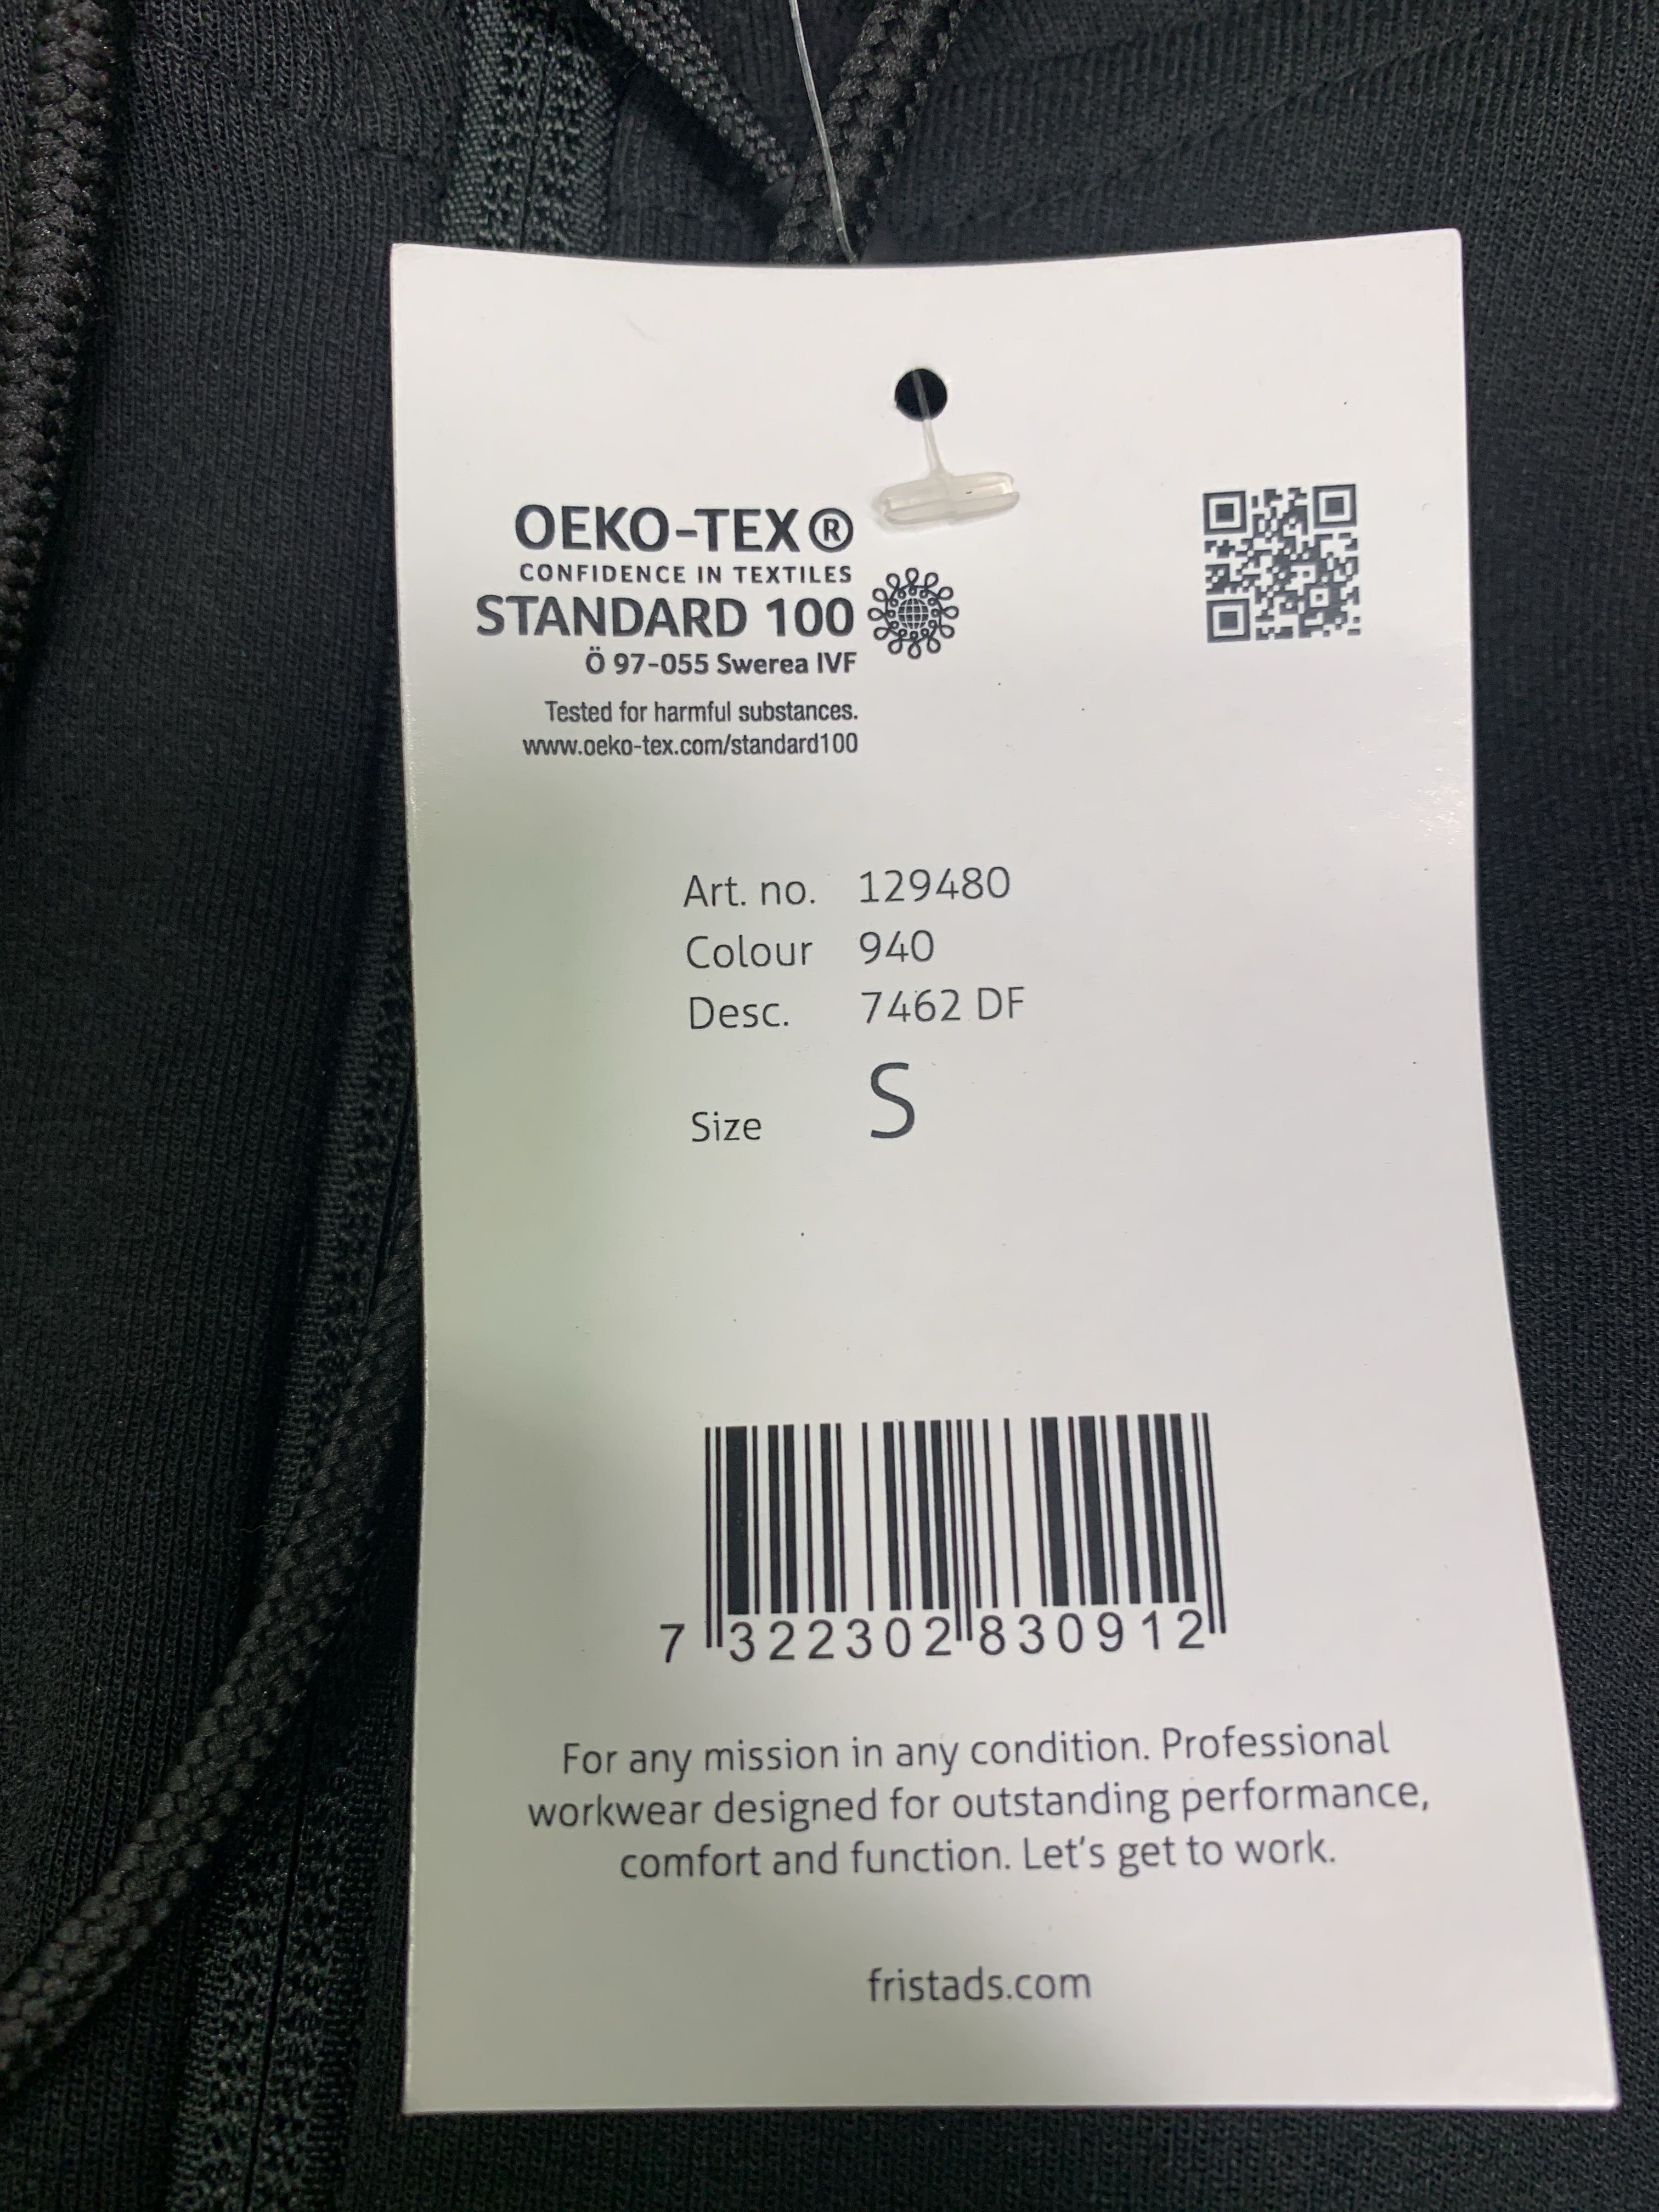 OEKO-TEX®
CONFIDENCE IN TEXTILES
STANDARD 100
Ö 97-055 Swerea IVF
Tested for harmful substances.
www.oeko-tex.com/standard100
Art. no. 129480
Colour 940
Desc. 7462 DF
Size S
7 322302 830912
For any mission in any condition. Professional
workwear designed for outstanding performance,
comfort and function. Let's get to work.
fristads.com